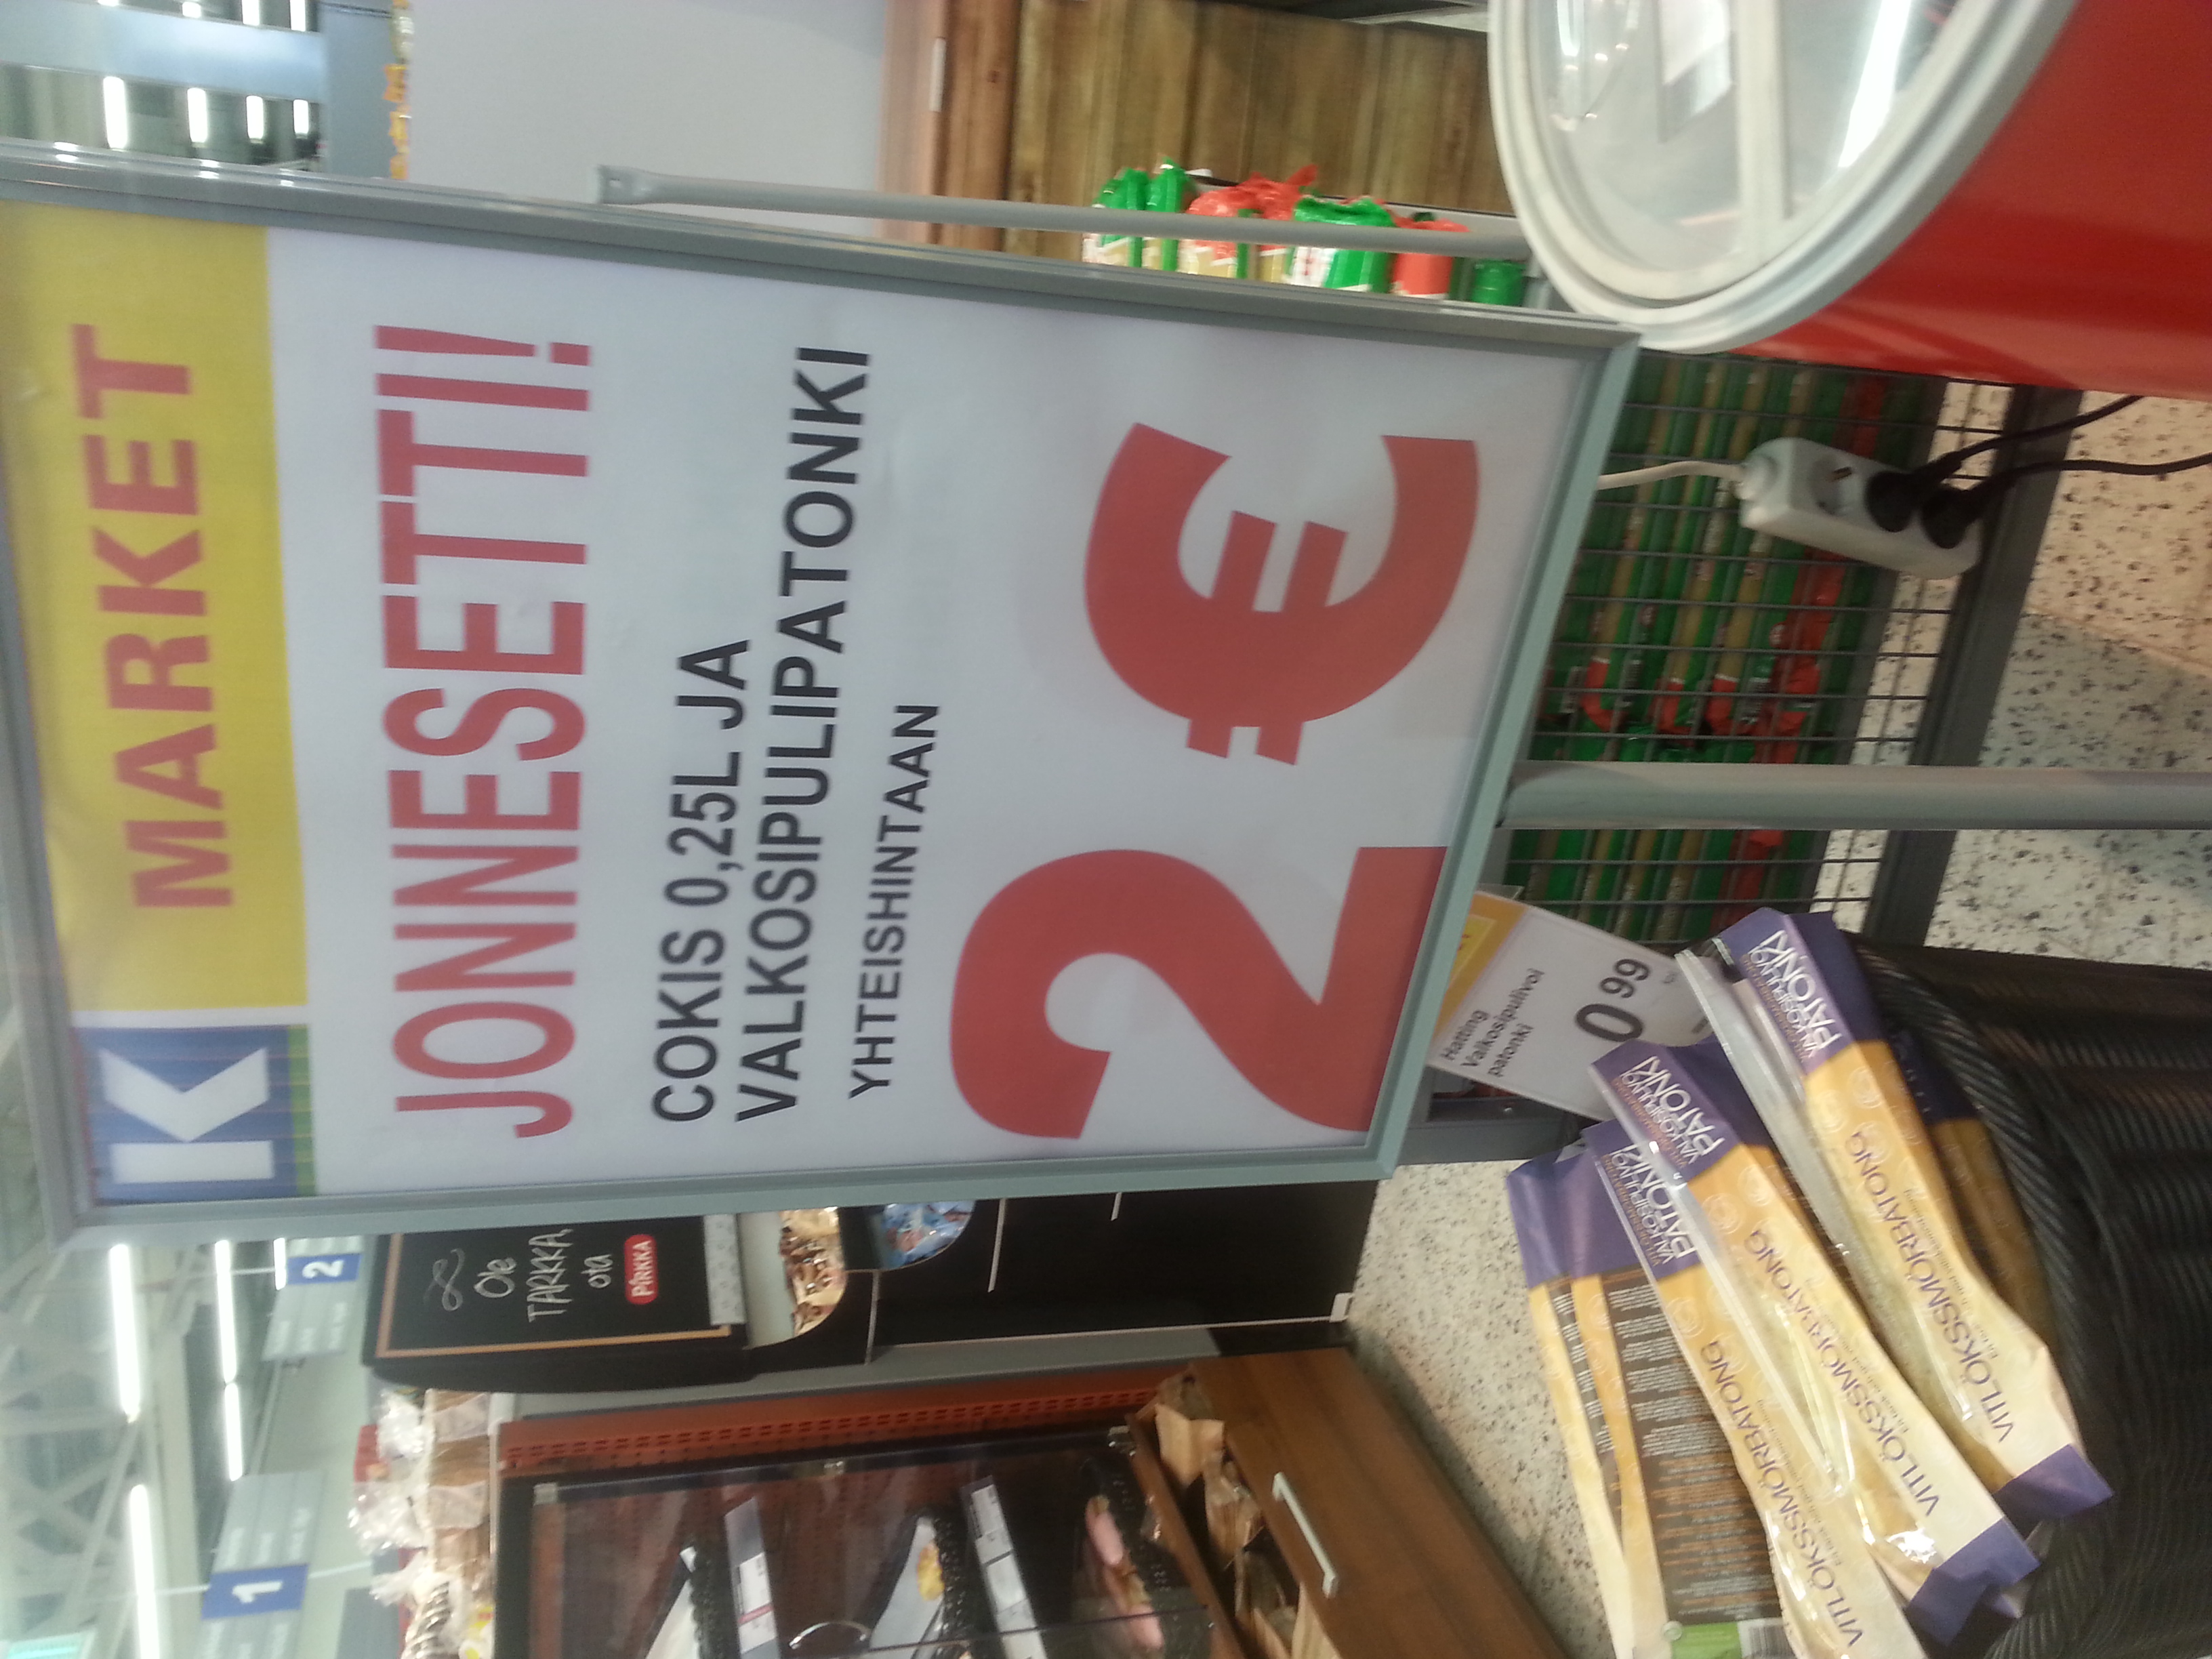 K MARKET
JONNESETTI!
COKIS 0,25L JA
VALKOSIPULIPATONKI
YHTEISHINTAAN
2 €
1
2
Ole
TARKKA,
ota
PIRKKA
Hatting
Valkosipulivoi
patonki
0 99
VALKOSIPULIVOI
PATONKI
VITLÖKSSMÖRBATONG
VALKOSIPULIVOI
PATONKI
VITLÖKSSMÖRBATONG
VALKOSIPULIVOI
PATONKI
VITLÖKSSMÖRBATONG